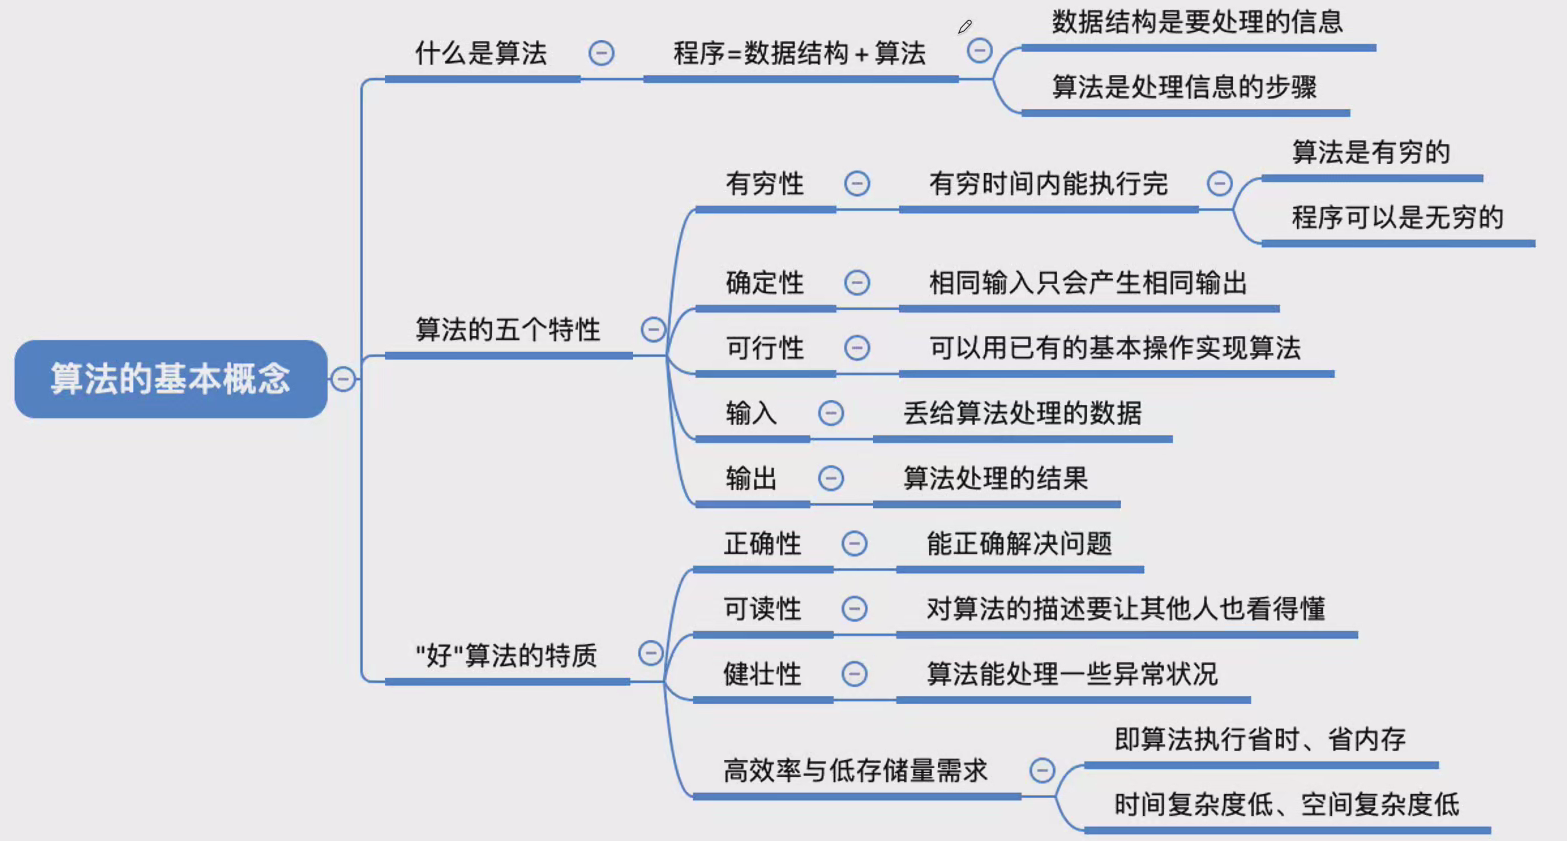 算法的基本概念
什么是算法
程序=数据结构+算法
数据结构是要处理的信息
算法是处理信息的步骤
算法的五个特性
有穷性
有穷时间内能执行完
算法是有穷的
程序可以是无穷的
确定性
相同输入只会产生相同输出
可行性
可以用已有的基本操作实现算法
输入
丢给算法处理的数据
输出
算法处理的结果
"好"算法的特质
正确性
能正确解决问题
可读性
对算法的描述要让其他人也看得懂
健壮性
算法能处理一些异常状况
高效率与低存储量需求
即算法执行省时、省内存
时间复杂度低、空间复杂度低